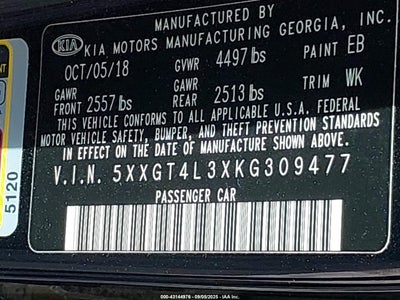 MANUFACTURED BY
KIA KIA MOTORS MANUFACTURING GEORGIA, INC.
OCT/05/18 GVWR 4497 lbs PAINT EB
GAWR FRONT 2557 lbs GAWR REAR 2513 lbs TRIM WK
THIS VEHICLE CONFORMS TO ALL APPLICABLE U.S.A. FEDERAL
MOTOR VEHICLE SAFETY, BUMPER, AND THEFT PREVENTION STANDARDS
IN EFFECT ON THE DATE OF MANUFACTURE SHOWN ABOVE.
V.I.N. 5XXGT4L3XKG309477
PASSENGER CAR
5120
000-43144976 - 09/09/2025 - IAA Inc.